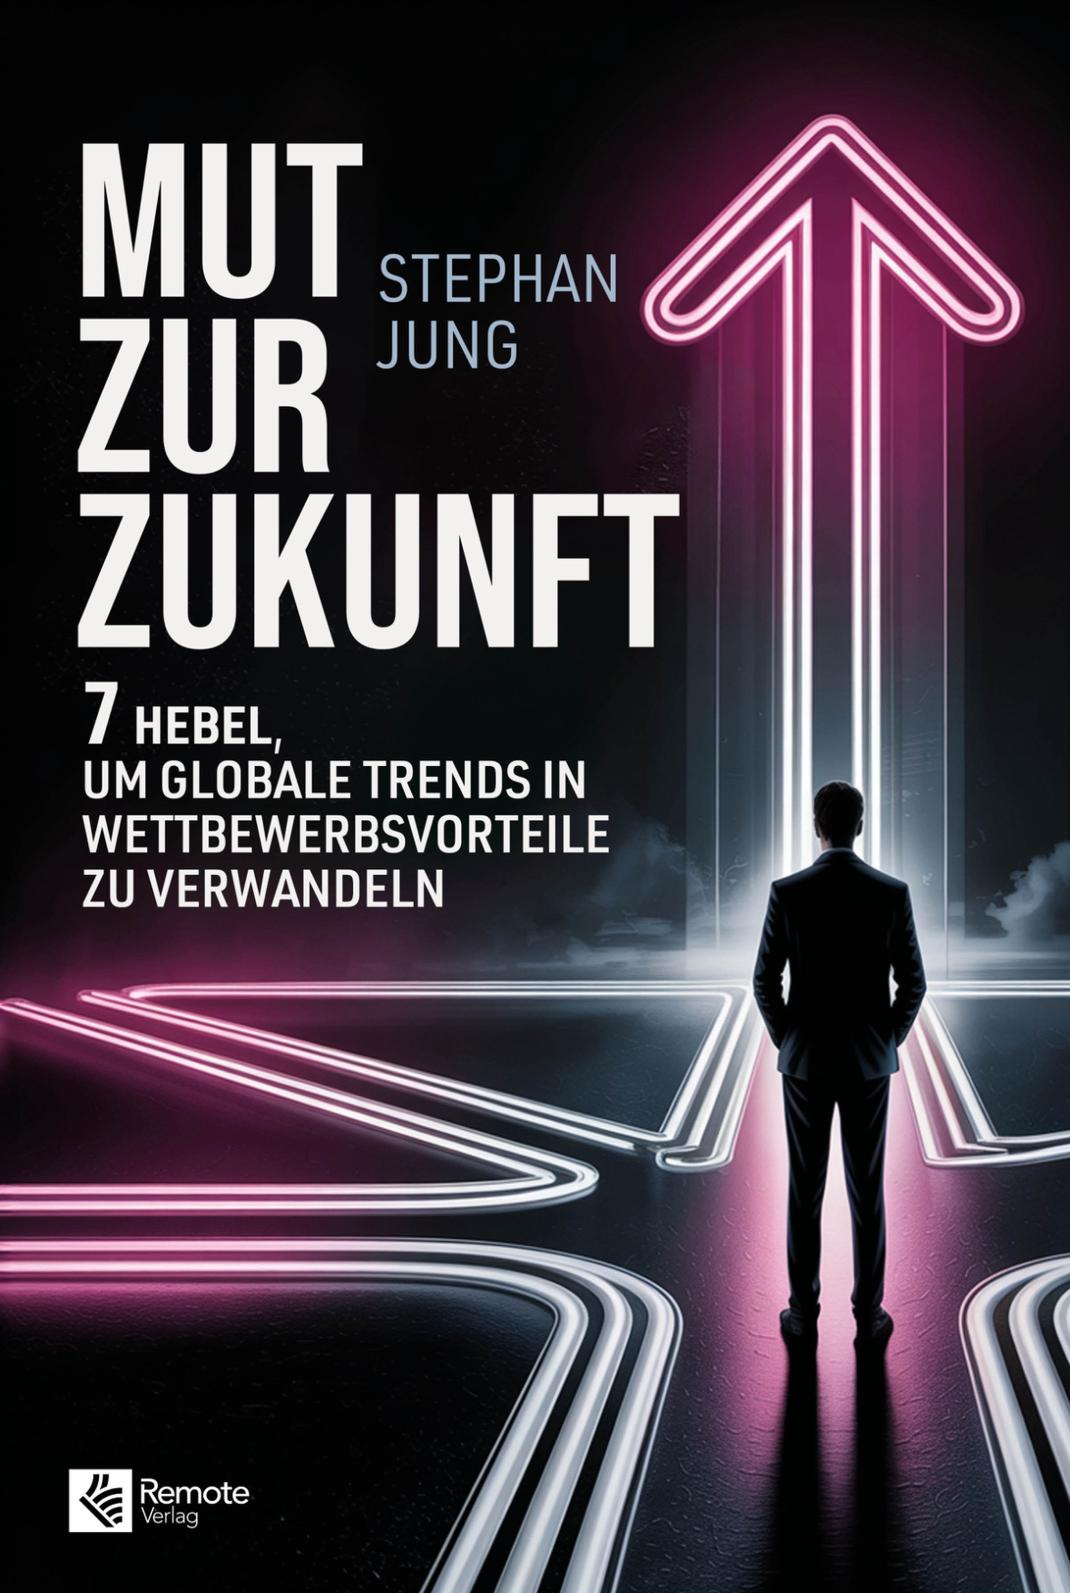 MUT
ZUR
ZUKUNFT
STEPHAN
JUNG
7 HEBEL,
UM GLOBALE TRENDS IN
WETTBEWERBSVORTEILE
ZU VERWANDELN
Remote
Verlag